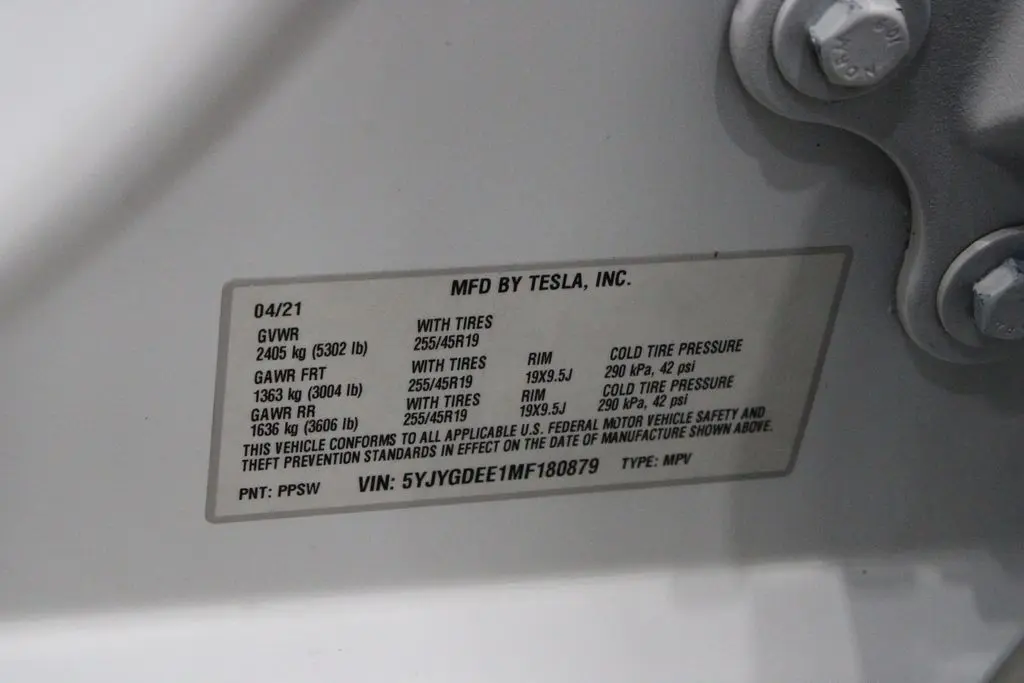 MFD BY TESLA, INC.
04/21
GVWR WITH TIRES
2405 kg (5302 lb) 255/45R19
GAWR FRT WITH TIRES RIM COLD TIRE PRESSURE
1363 kg (3004 lb) 255/45R19 19X9.5J 290 kPa, 42 psi
GAWR RR WITH TIRES RIM COLD TIRE PRESSURE
1636 kg (3606 lb) 255/45R19 19X9.5J 290 kPa, 42 psi
THIS VEHICLE CONFORMS TO ALL APPLICABLE U.S. FEDERAL MOTOR VEHICLE SAFETY AND
THEFT PREVENTION STANDARDS IN EFFECT ON THE DATE OF MANUFACTURE SHOWN ABOVE.
PNT: PPSW VIN: 5YJYGDEE1MF180879 TYPE: MPV